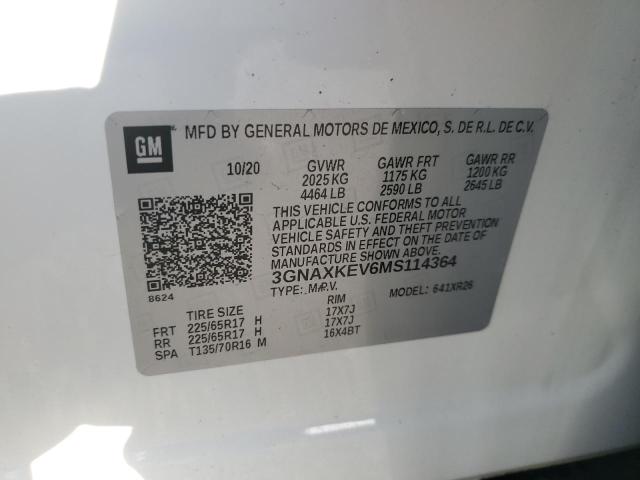 GM
MFD BY GENERAL MOTORS DE MEXICO, S. DE R.L. DE C.V.
10/20 GVWR GAWR FRT GAWR RR
2025 KG 1175 KG 1200 KG
4464 LB 2590 LB 2645 LB
THIS VEHICLE CONFORMS TO ALL
APPLICABLE U.S. FEDERAL MOTOR
VEHICLE SAFETY AND THEFT PREVENTION
STANDARDS IN EFFECT ON THE DATE OF
MANUFACTURE SHOWN ABOVE.
3GNAXKEV6MS114364
8624
TYPE: M.P.V. MODEL: 641XR26
TIRE SIZE RIM
FRT 225/65R17 H 17X7J
RR 225/65R17 H 17X7J
SPA T135/70R16 M 16X4BT